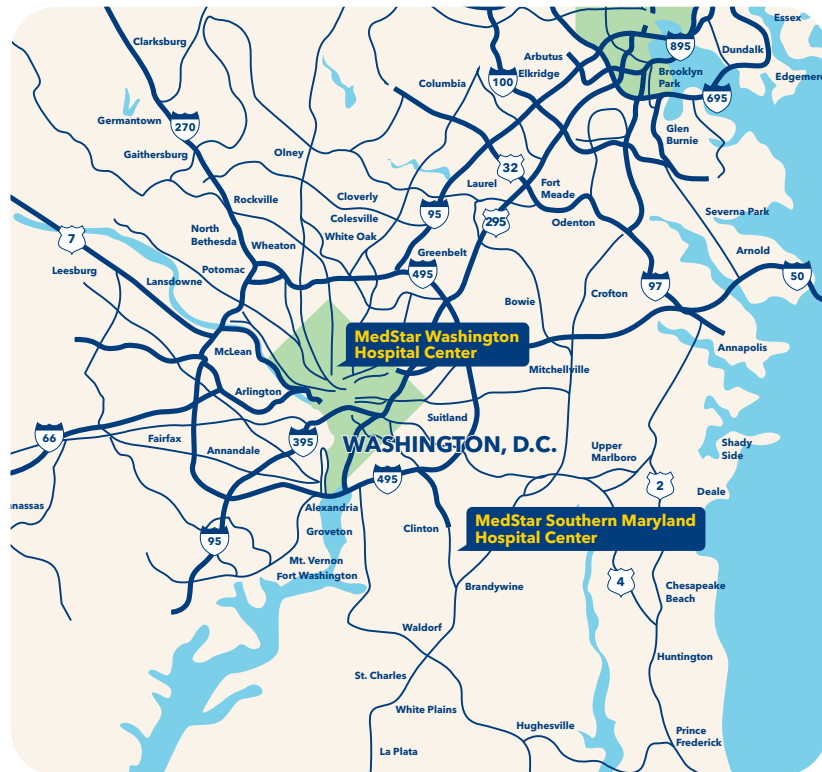 Essex
Clarksburg
895
Dundalk
Arbutus
Elkridge
100
Columbia
Brooklyn
Park
Edgemere
695
Germantown
270
Glen
Burnie
Gaithersburg
Olney
32
Laurel
Fort
Meade
Rockville
Cloverly
95
295
Severna Park
Colesville
Odenton
North
Bethesda
White Oak
Wheaton
7
Greenbelt
Arnold
Leesburg
Potomac
495
50
Lansdowne
97
Crofton
Bowie
MedStar Washington
Hospital Center
McLean
Annapolis
Mitchellville
Arlington
Suitland
66
Fairfax
395
WASHINGTON, D.C.
Annandale
Upper
Marlboro
Shady
Side
495
2
Deale
anassas
Alexandria
MedStar Southern Maryland
Hospital Center
Groveton
Clinton
95
Mt. Vernon
Fort Washington
4
Brandywine
Chesapeake
Beach
Waldorf
Huntington
St. Charles
White Plains
Hughesville
Prince
Frederick
La Plata